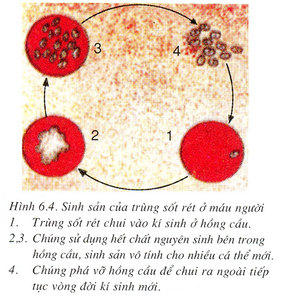 3
4
2
1
Hình 6.4. Sinh sản của trùng sốt rét ở máu người
1. Trùng sốt rét chui vào kí sinh ở hồng cầu.
2,3. Chúng sử dụng hết chất nguyên sinh bên trong
hồng cầu, sinh sản vô tính cho nhiều cá thể mới.
4. Chúng phá vỡ hồng cầu để chui ra ngoài tiếp
tục vòng đời kí sinh mới.